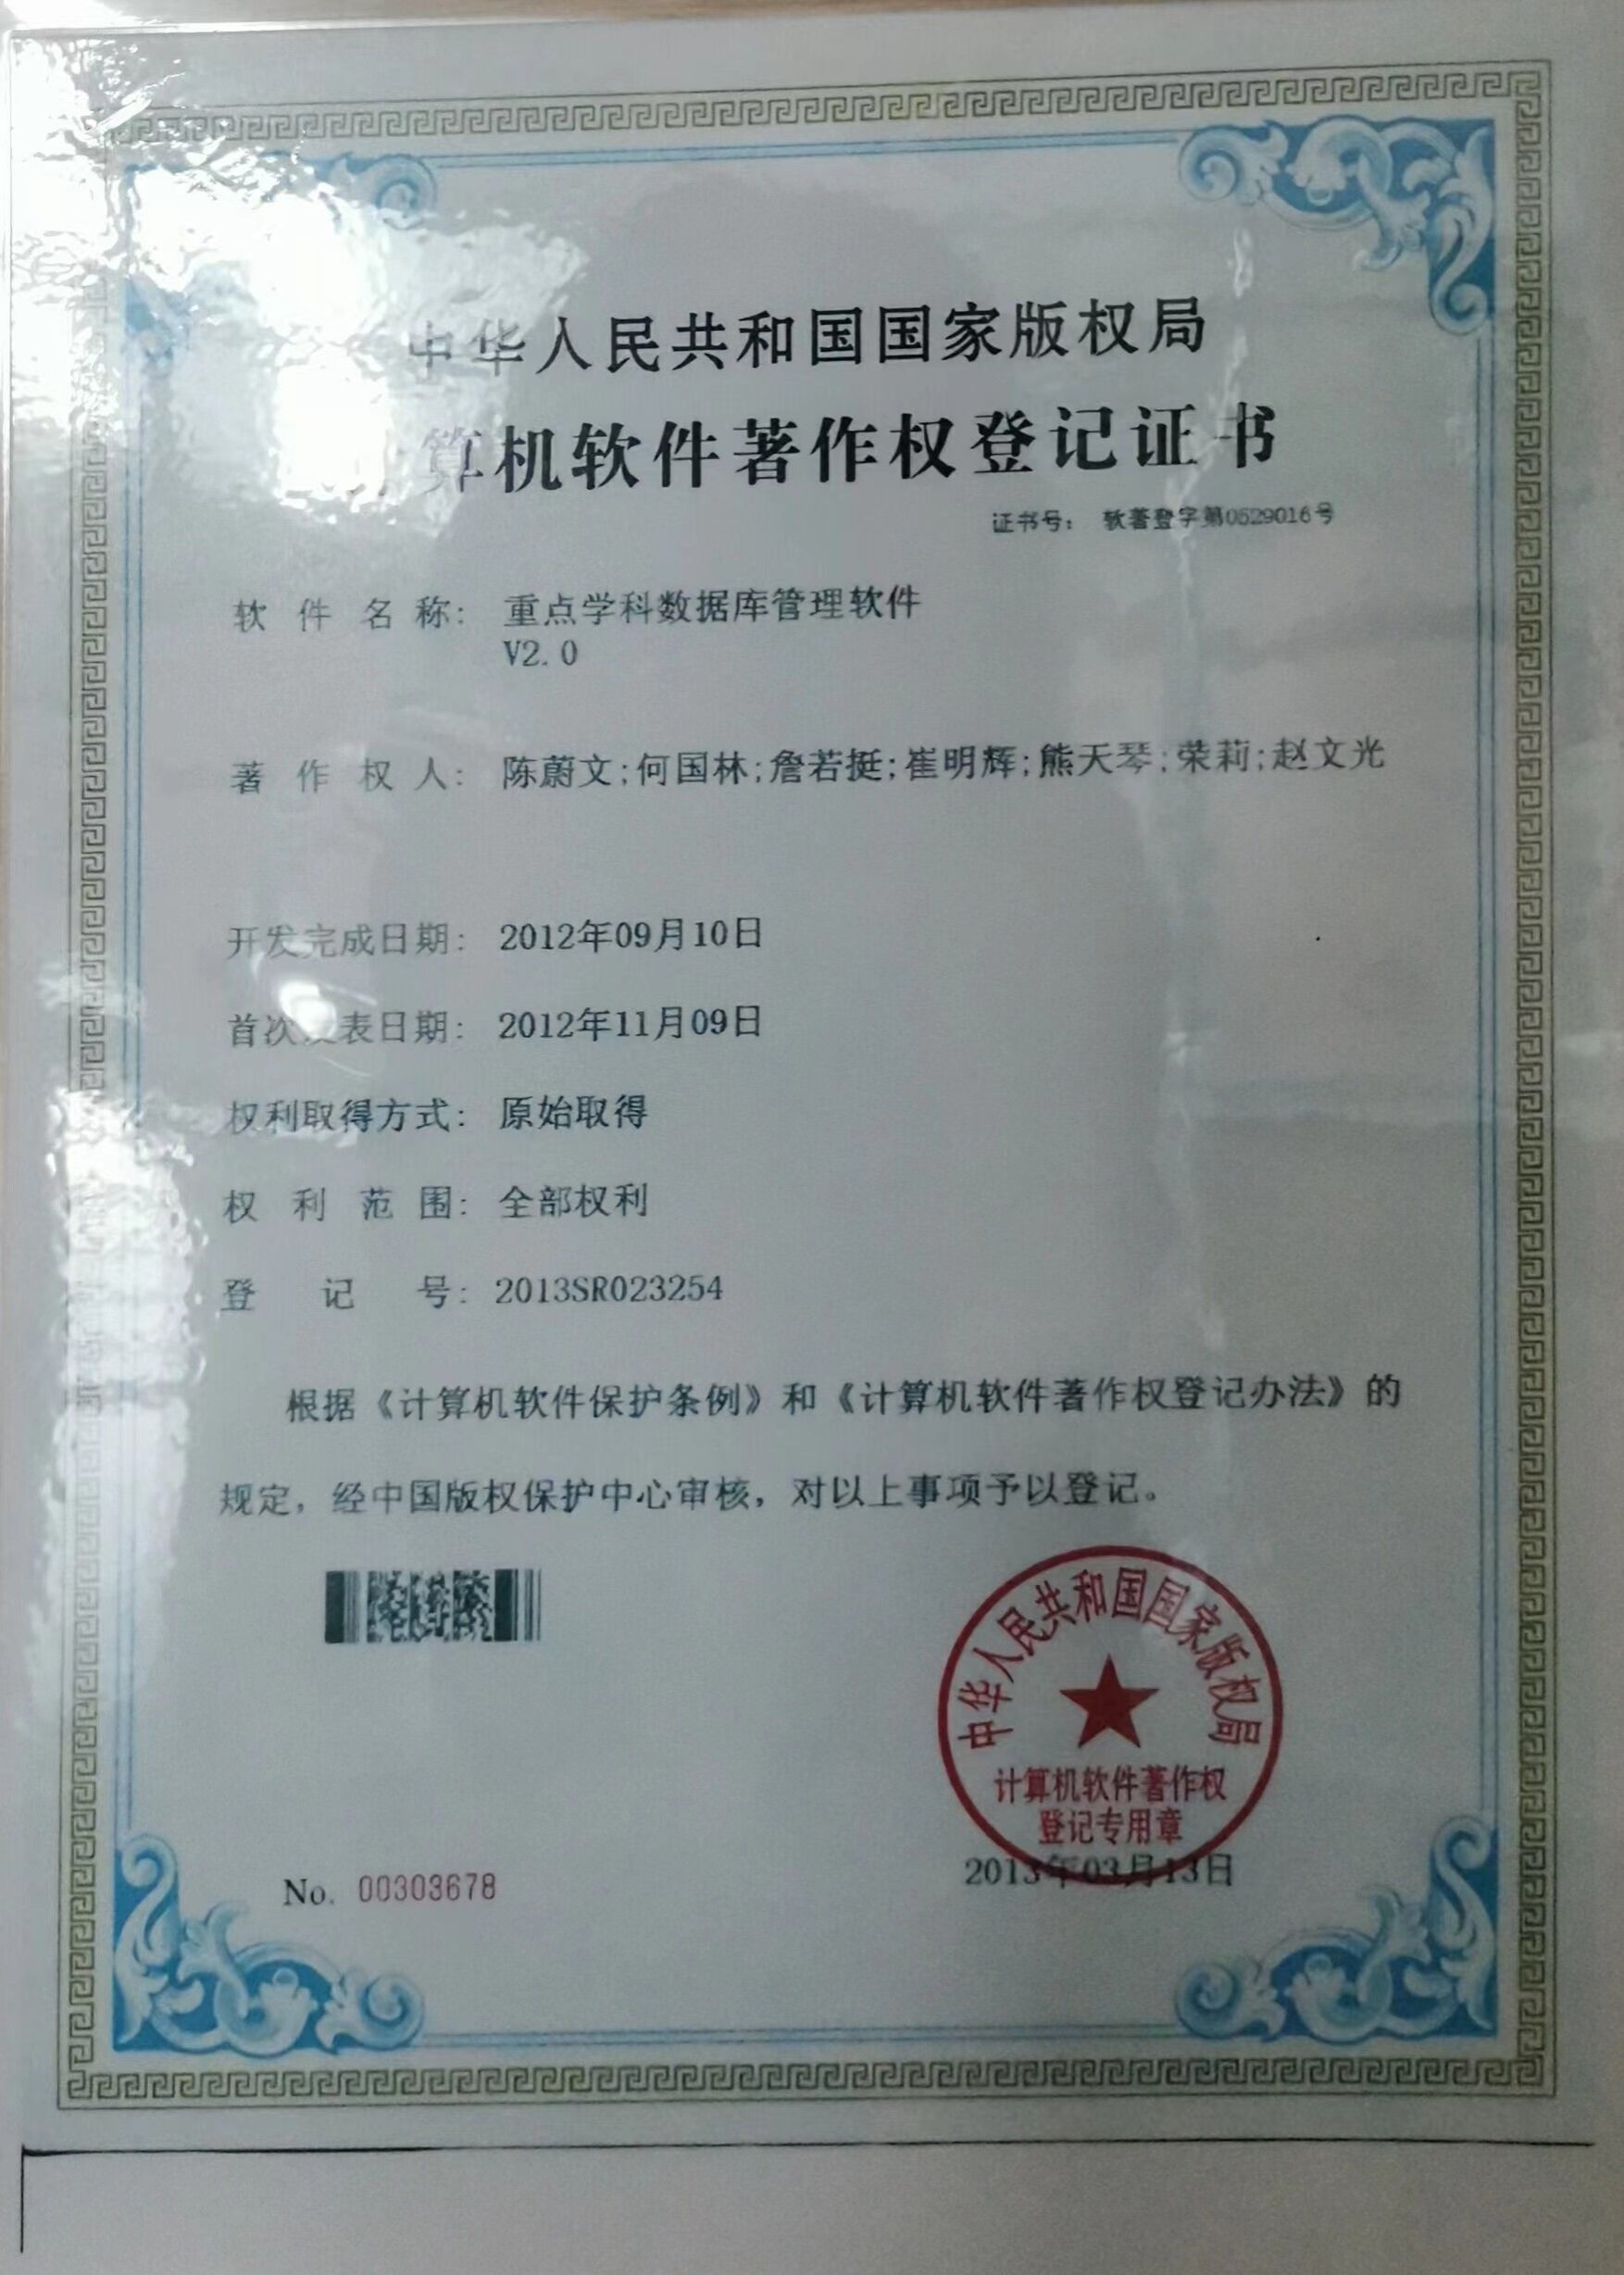 中华人民共和国国家版权局
算机软件著作权登记证书
证书号： 软著登字第0529016号
软件名称： 重点学科数据库管理软件
V2.0
著作权人： 陈蔚文;何国林;詹若挺;崔明辉;熊天琴;荣莉;赵文光
开发完成日期： 2012年09月10日
首次发表日期： 2012年11月09日
权利取得方式： 原始取得
权利范围： 全部权利
登记号： 2013SR023254
根据《计算机软件保护条例》和《计算机软件著作权登记办法》的
规定，经中国版权保护中心审核，对以上事项予以登记。
中华人民共和国国家版权局
计算机软件著作权
登记专用章
No. 00303678
2013年03月13日